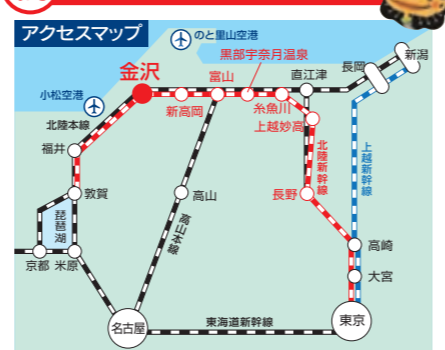 アクセスマップ
のと里山空港
黒部宇奈月温泉
新潟
長岡
直江津
富山
金沢
小松空港
北陸本線
新高岡
糸魚川
上越妙高
福井
北陸新幹線
上越新幹線
敦賀
高山
長野
琵琶湖
高山本線
高崎
京都
米原
大宮
名古屋
東海道新幹線
東京